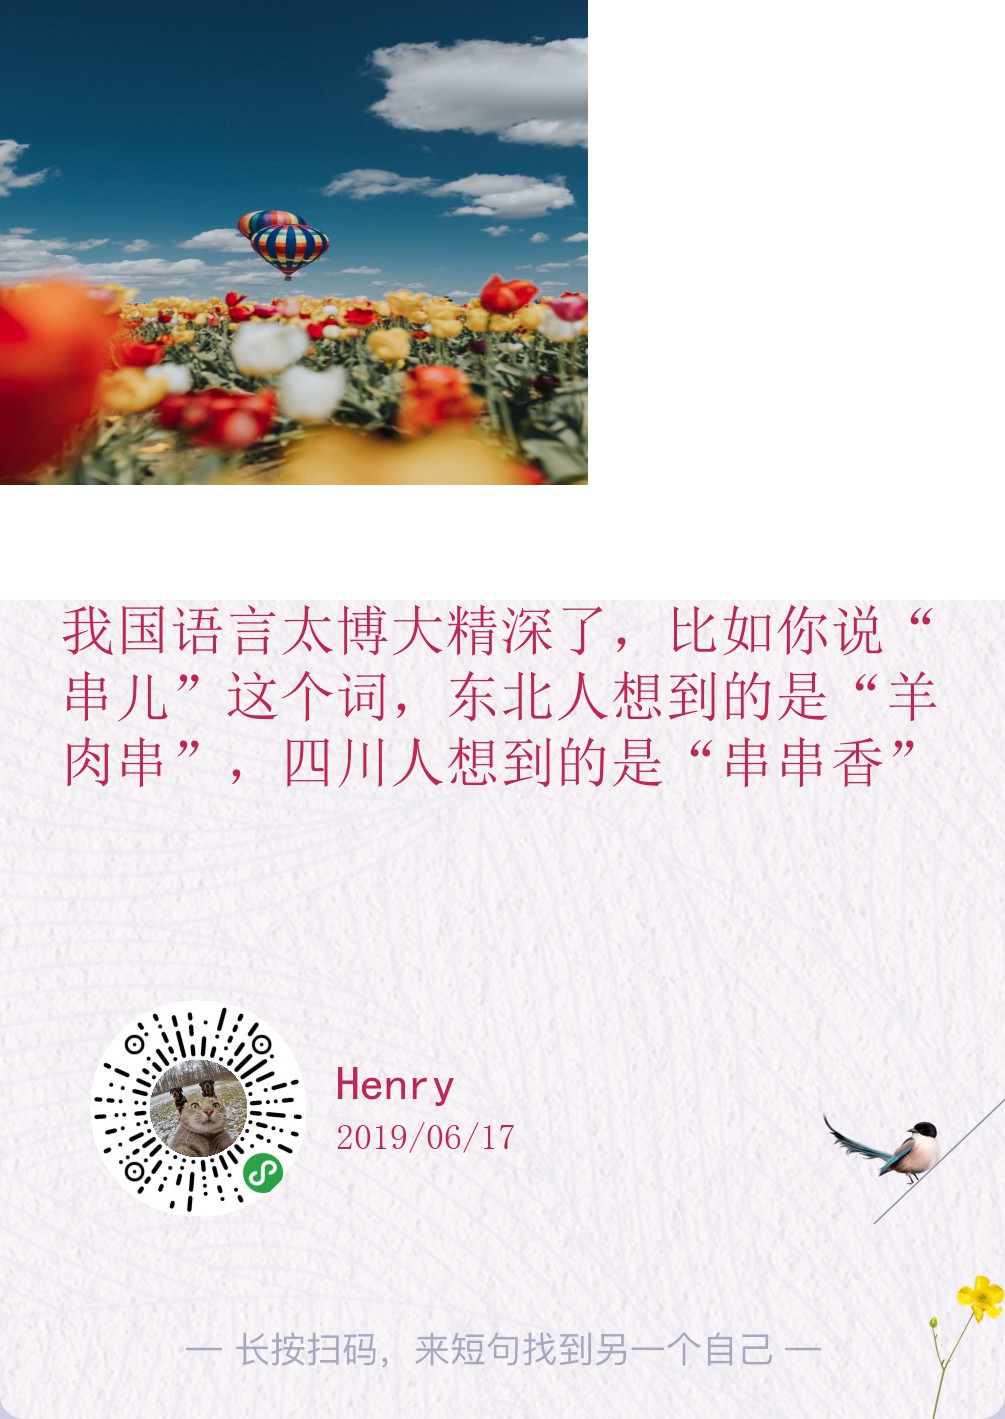 我国语言太博大精深了，比如你说“
串儿”这个词，东北人想到的是“羊
肉串”，四川人想到的是“串串香”
Henry
2019/06/17
— 长按扫码，来短句找到另一个自己 —